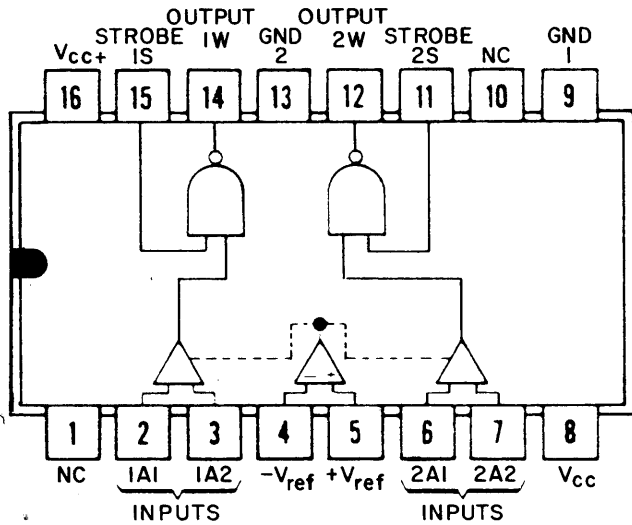 OUTPUT OUTPUT
STROBE 1W GND 2W STROBE GND
Vcc+ 1S 2 2S NC 1
16 15 14 13 12 11 10 9
- +
1 2 3 4 5 6 7 8
NC 1A1 1A2 -Vref +Vref 2A1 2A2 Vcc
INPUTS INPUTS